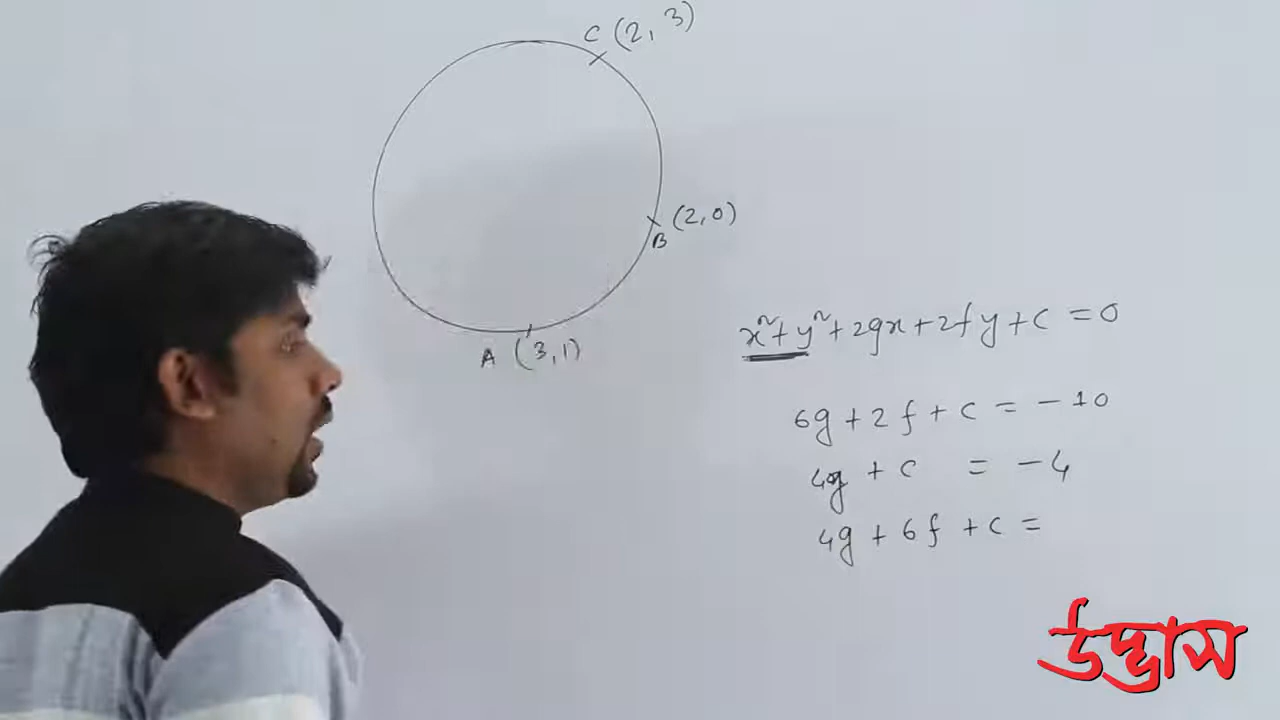 C (2, 3)
(2,0)
B
A (3,1)
x²+y²+2gx+2fy+c =0
6g+2f+c = -10
4g + c = -4
4g + 6f +c =
উদ্ভাস